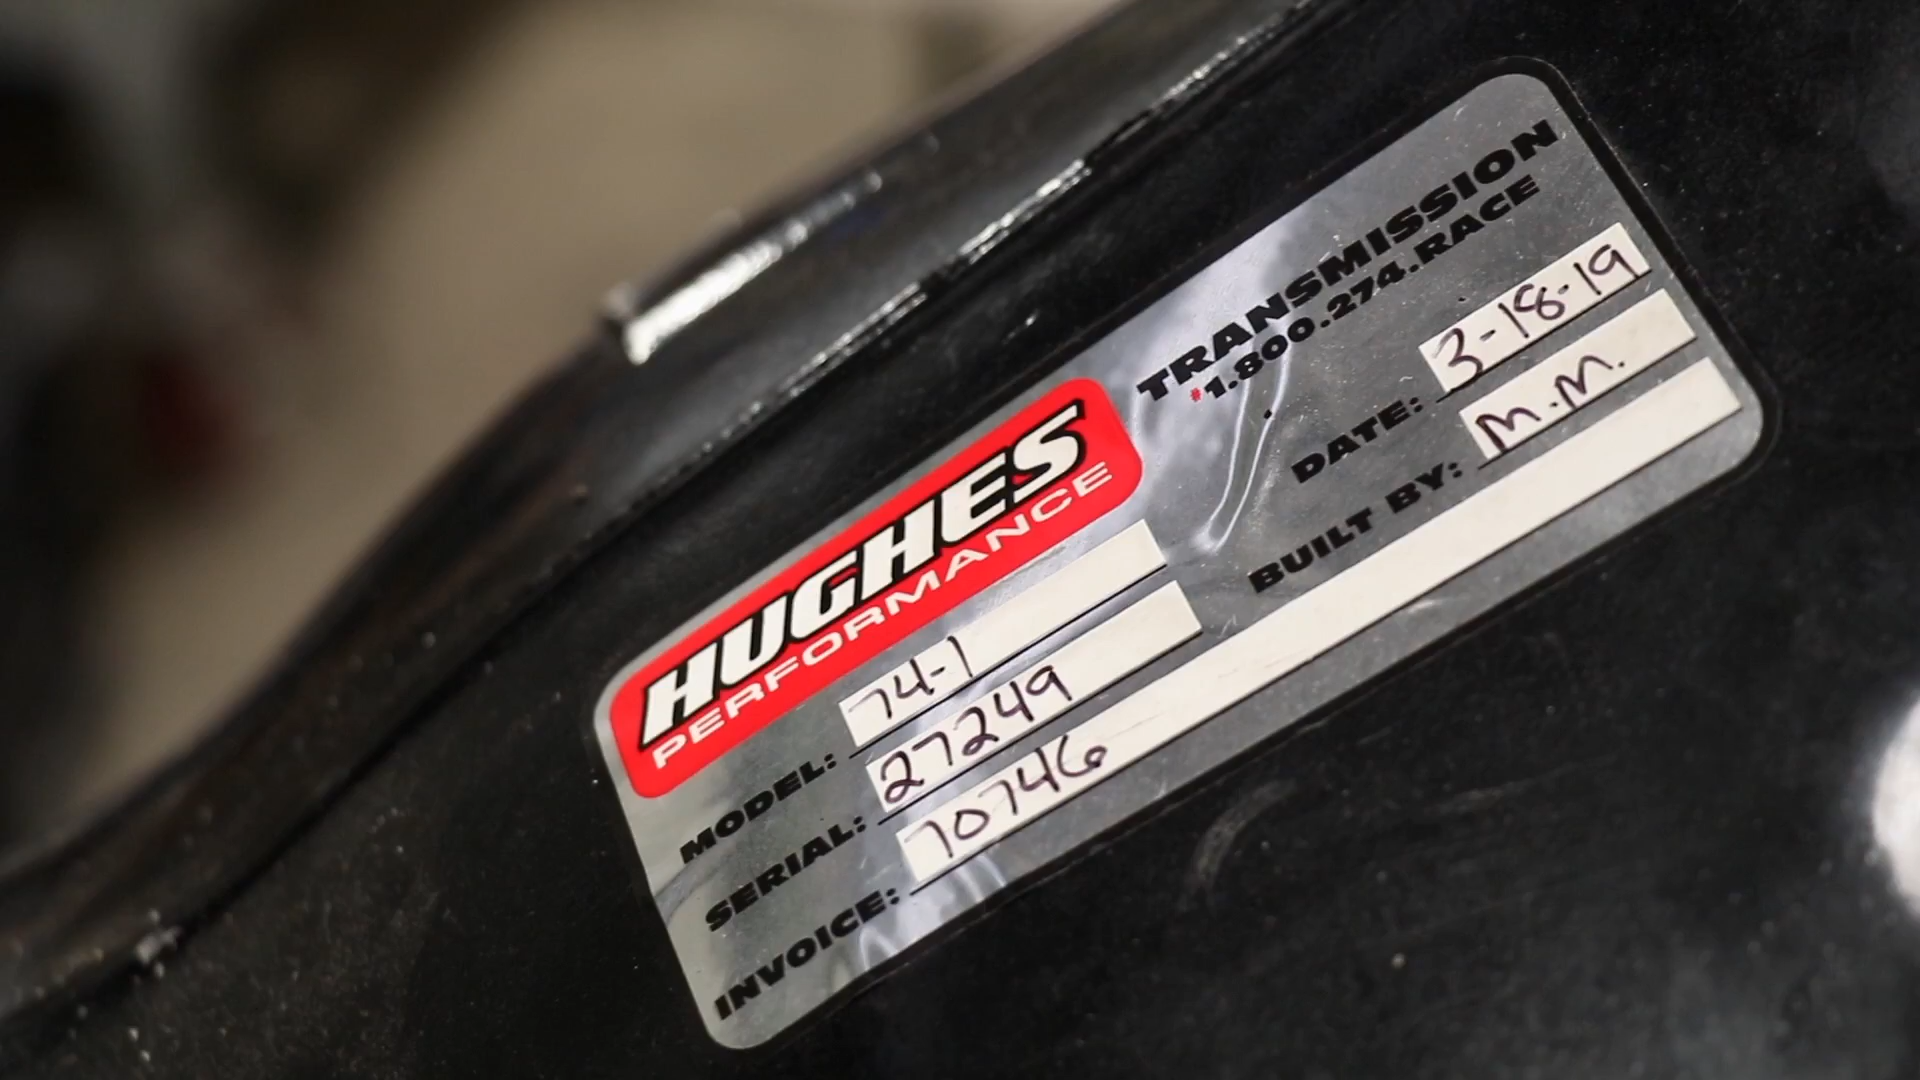 HUGHES
PERFORMANCE
TRANSMISSION
#1.800.274.RACE
MODEL: 74-1
DATE: 3-18-19
SERIAL: 27249
BUILT BY: M.M.
INVOICE: 70746